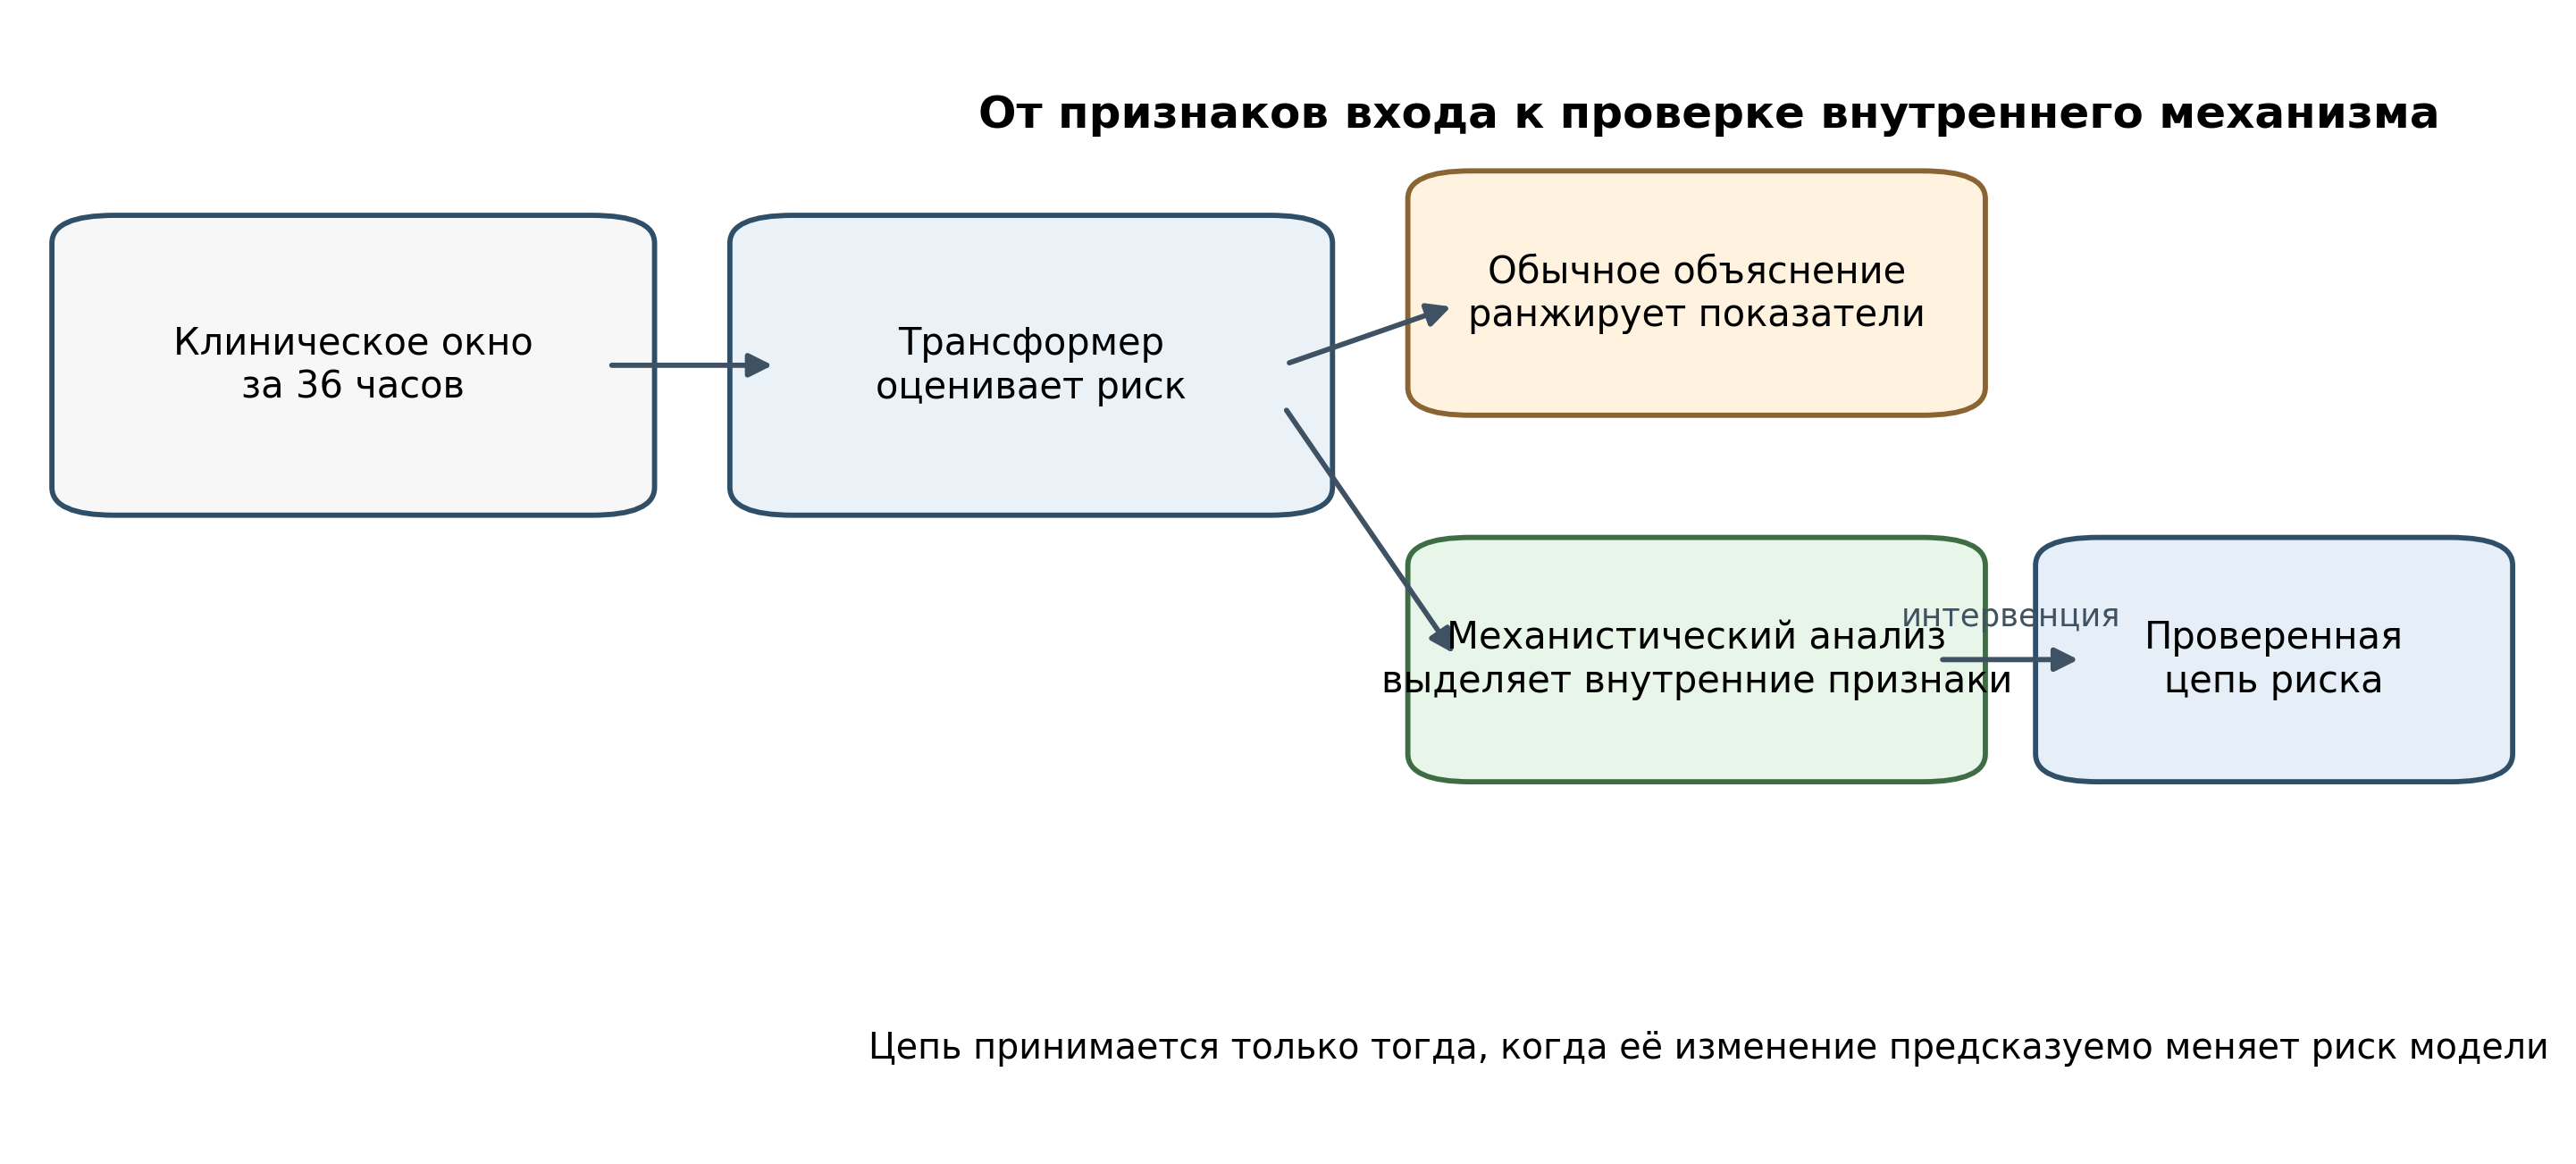 От признаков входа к проверке внутреннего механизма
Клиническое окно
за 36 часов
Трансформер
оценивает риск
Обычное объяснение
ранжирует показатели
Механистический анализ
выделяет внутренние признаки
интервенция
Проверенная
цепь риска
Цепь принимается только тогда, когда её изменение предсказуемо меняет риск модели